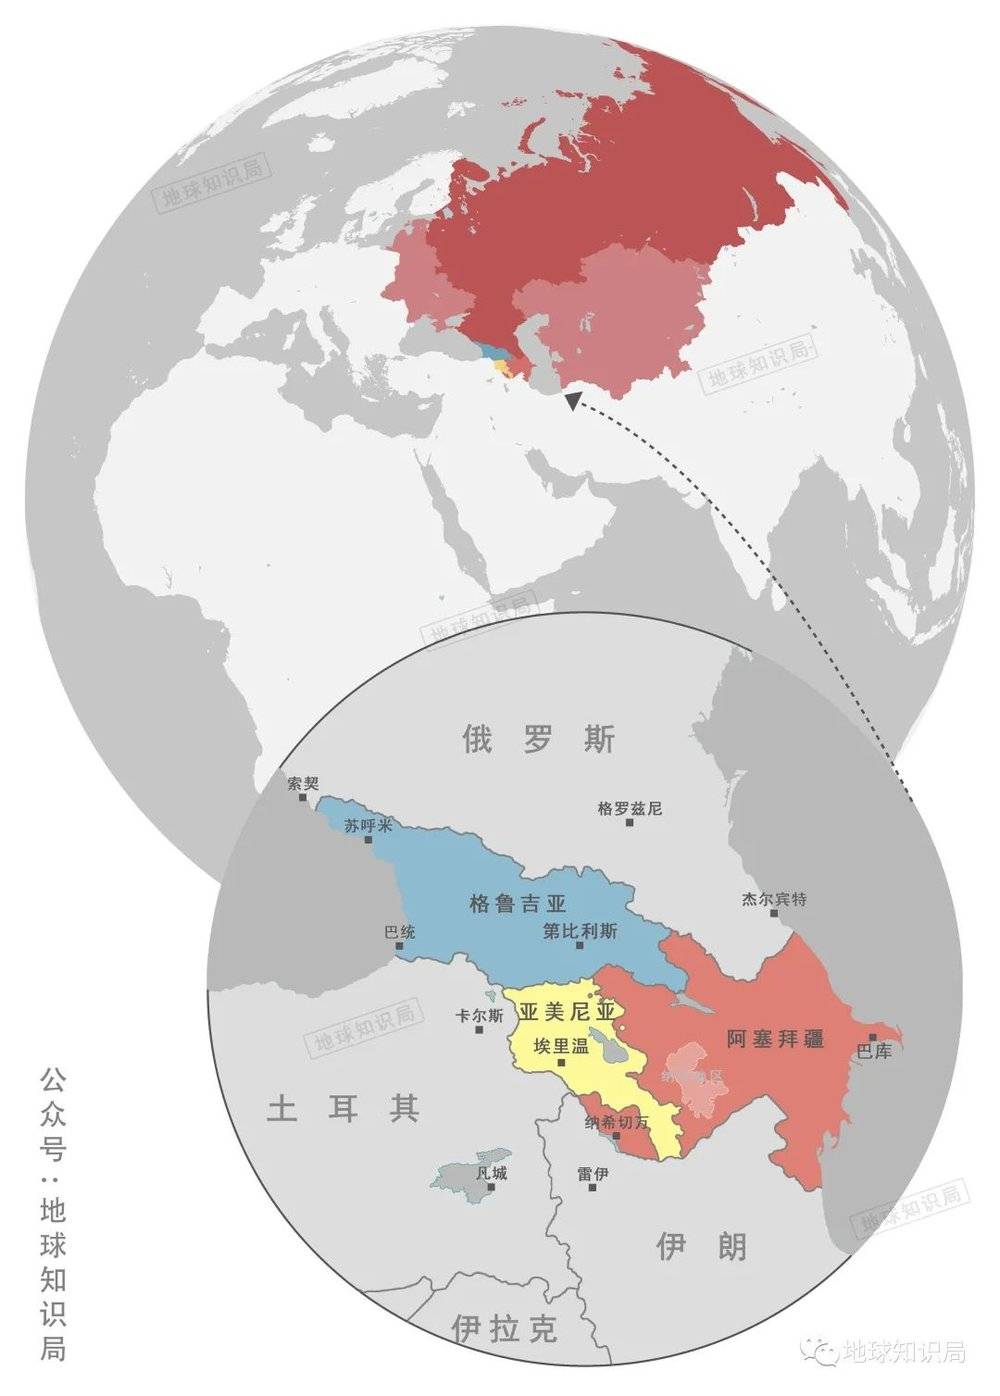 地球知识局
地球知识局
地球知识局
俄罗斯
索契
格罗兹尼
苏呼米
格鲁吉亚
杰尔宾特
巴统
第比利斯
地球知识局
卡尔斯
亚美尼亚
阿塞拜疆
埃里温
巴库
纳卡地区
土耳其
纳希切万
凡城
雷伊
地球知识局
伊朗
伊拉克
公众号：地球知识局
地球知识局